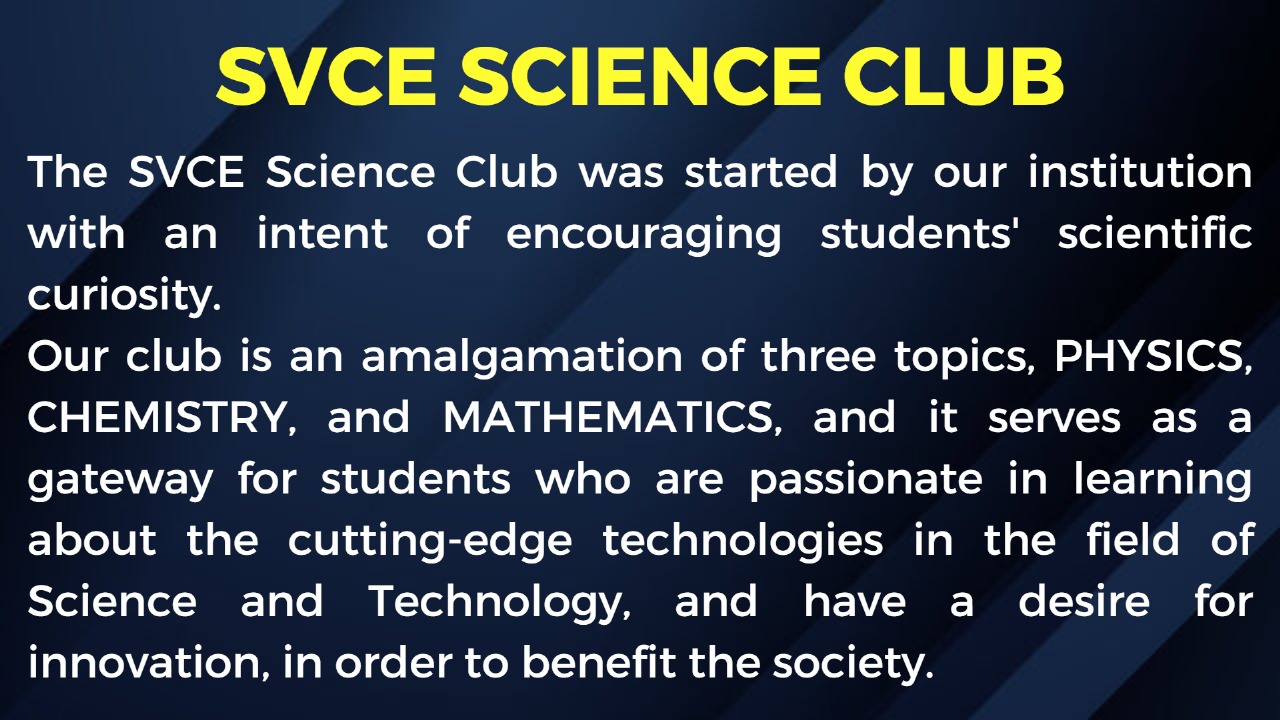 SVCE SCIENCE CLUB
The SVCE Science Club was started by our institution
with an intent of encouraging students' scientific
curiosity.
Our club is an amalgamation of three topics, PHYSICS,
CHEMISTRY, and MATHEMATICS, and it serves as a
gateway for students who are passionate in learning
about the cutting-edge technologies in the field of
Science and Technology, and have a desire for
innovation, in order to benefit the society.